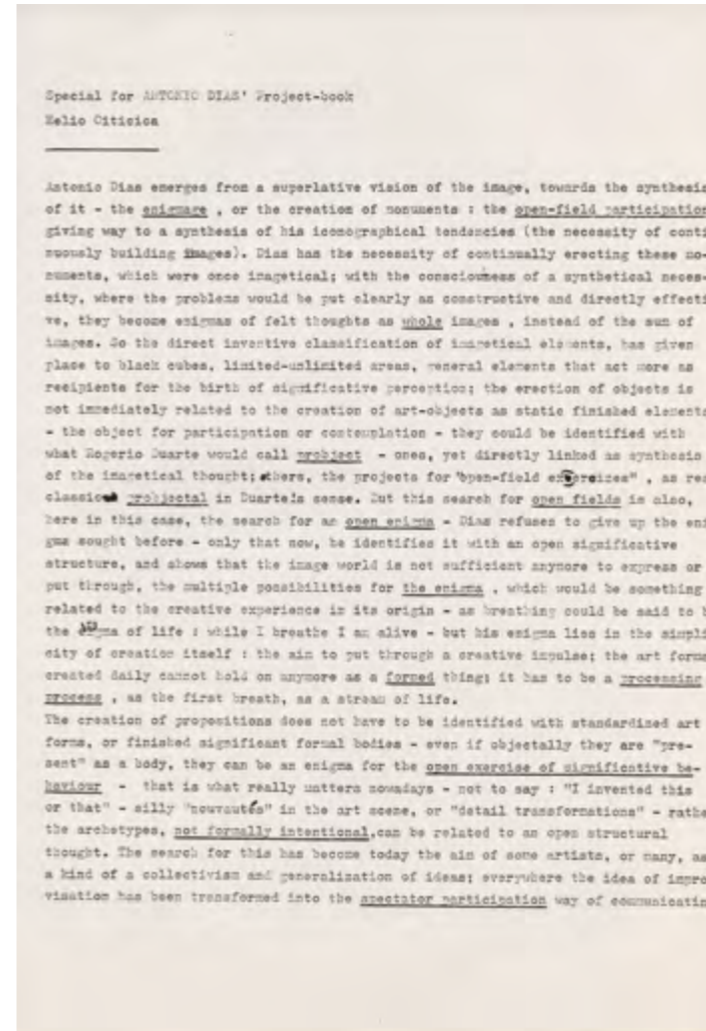 Special for ANTONIO DIAS' Project-book
Helio Oiticica
Antonio Dias emerges from a superlative vision of the image, towards the synthesis
of it - the enigmage , or the creation of monuments : the open-field participation
giving way to a synthesis of his iconographical tendencies (the necessity of conti
nuously building images). Dias has the necessity of continually erecting these mo-
numents, which were once imagetical; with the consciousness of a synthetical neces-
sity, where the problems would be put clearly as constructive and directly effecti
ve, they become enigmas of felt thoughts as whole images , instead of the sum of
images. So the direct inventive classification of imagetical elements, has given
place to black cubes, limited-unlimited areas, general elements that act more as
recipients for the birth of significative perception; the erection of objects is
not immediately related to the creation of art-objects as static finished elements
- the object for participation or contemplation - they could be identified with
what Rogerio Duarte would call probject - ones, yet directly linked as synthesis
of the imagetical thought; others, the projects for "open-field exercizes" , as rea
classical probjectal in Duarte's sense. But this search for open fields is also,
here in this case, the search for an open enigma - Dias refuses to give up the eni
gma sought before - only that now, he identifies it with an open significative
structure, and shows that the image world is not sufficient anymore to express or
put through, the multiple possibilities for the enigma , which would be something
related to the creative experience in its origin - as breathing could be said to b
the enigma of life : while I breathe I am alive - but his enigma lies in the simpli
city of creation itself : the aim to put through a creative impulse; the art forms
created daily cannot hold on anymore as a formed thing; it has to be a processing
process , as the first breath, as a stream of life.
The creation of propositions does not have to be identified with standardized art
forms, or finished significant formal bodies - even if objectally they are "pre-
sent" as a body, they can be an enigma for the open exercise of significative be-
haviour - that is what really matters nowadays - not to say : "I invented this
or that" - silly "nouvautés" in the art scene, or "detail transformations" - rathe
the archetypes, not formally intentional,can be related to an open structural
thought. The search for this has become today the aim of some artists, or many, as
a kind of a collectivism and generalization of ideas; everywhere the idea of impro
visation has been transformed into the spectator participation way of communicatin